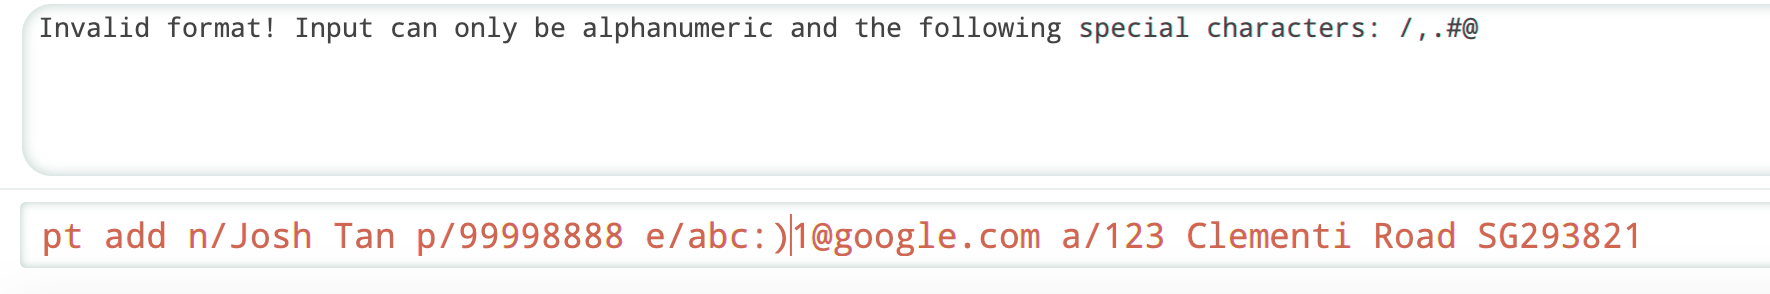 Invalid format! Input can only be alphanumeric and the following special characters: /,.#@
pt add n/Josh Tan p/99998888 e/abc:)1@google.com a/123 Clementi Road SG293821